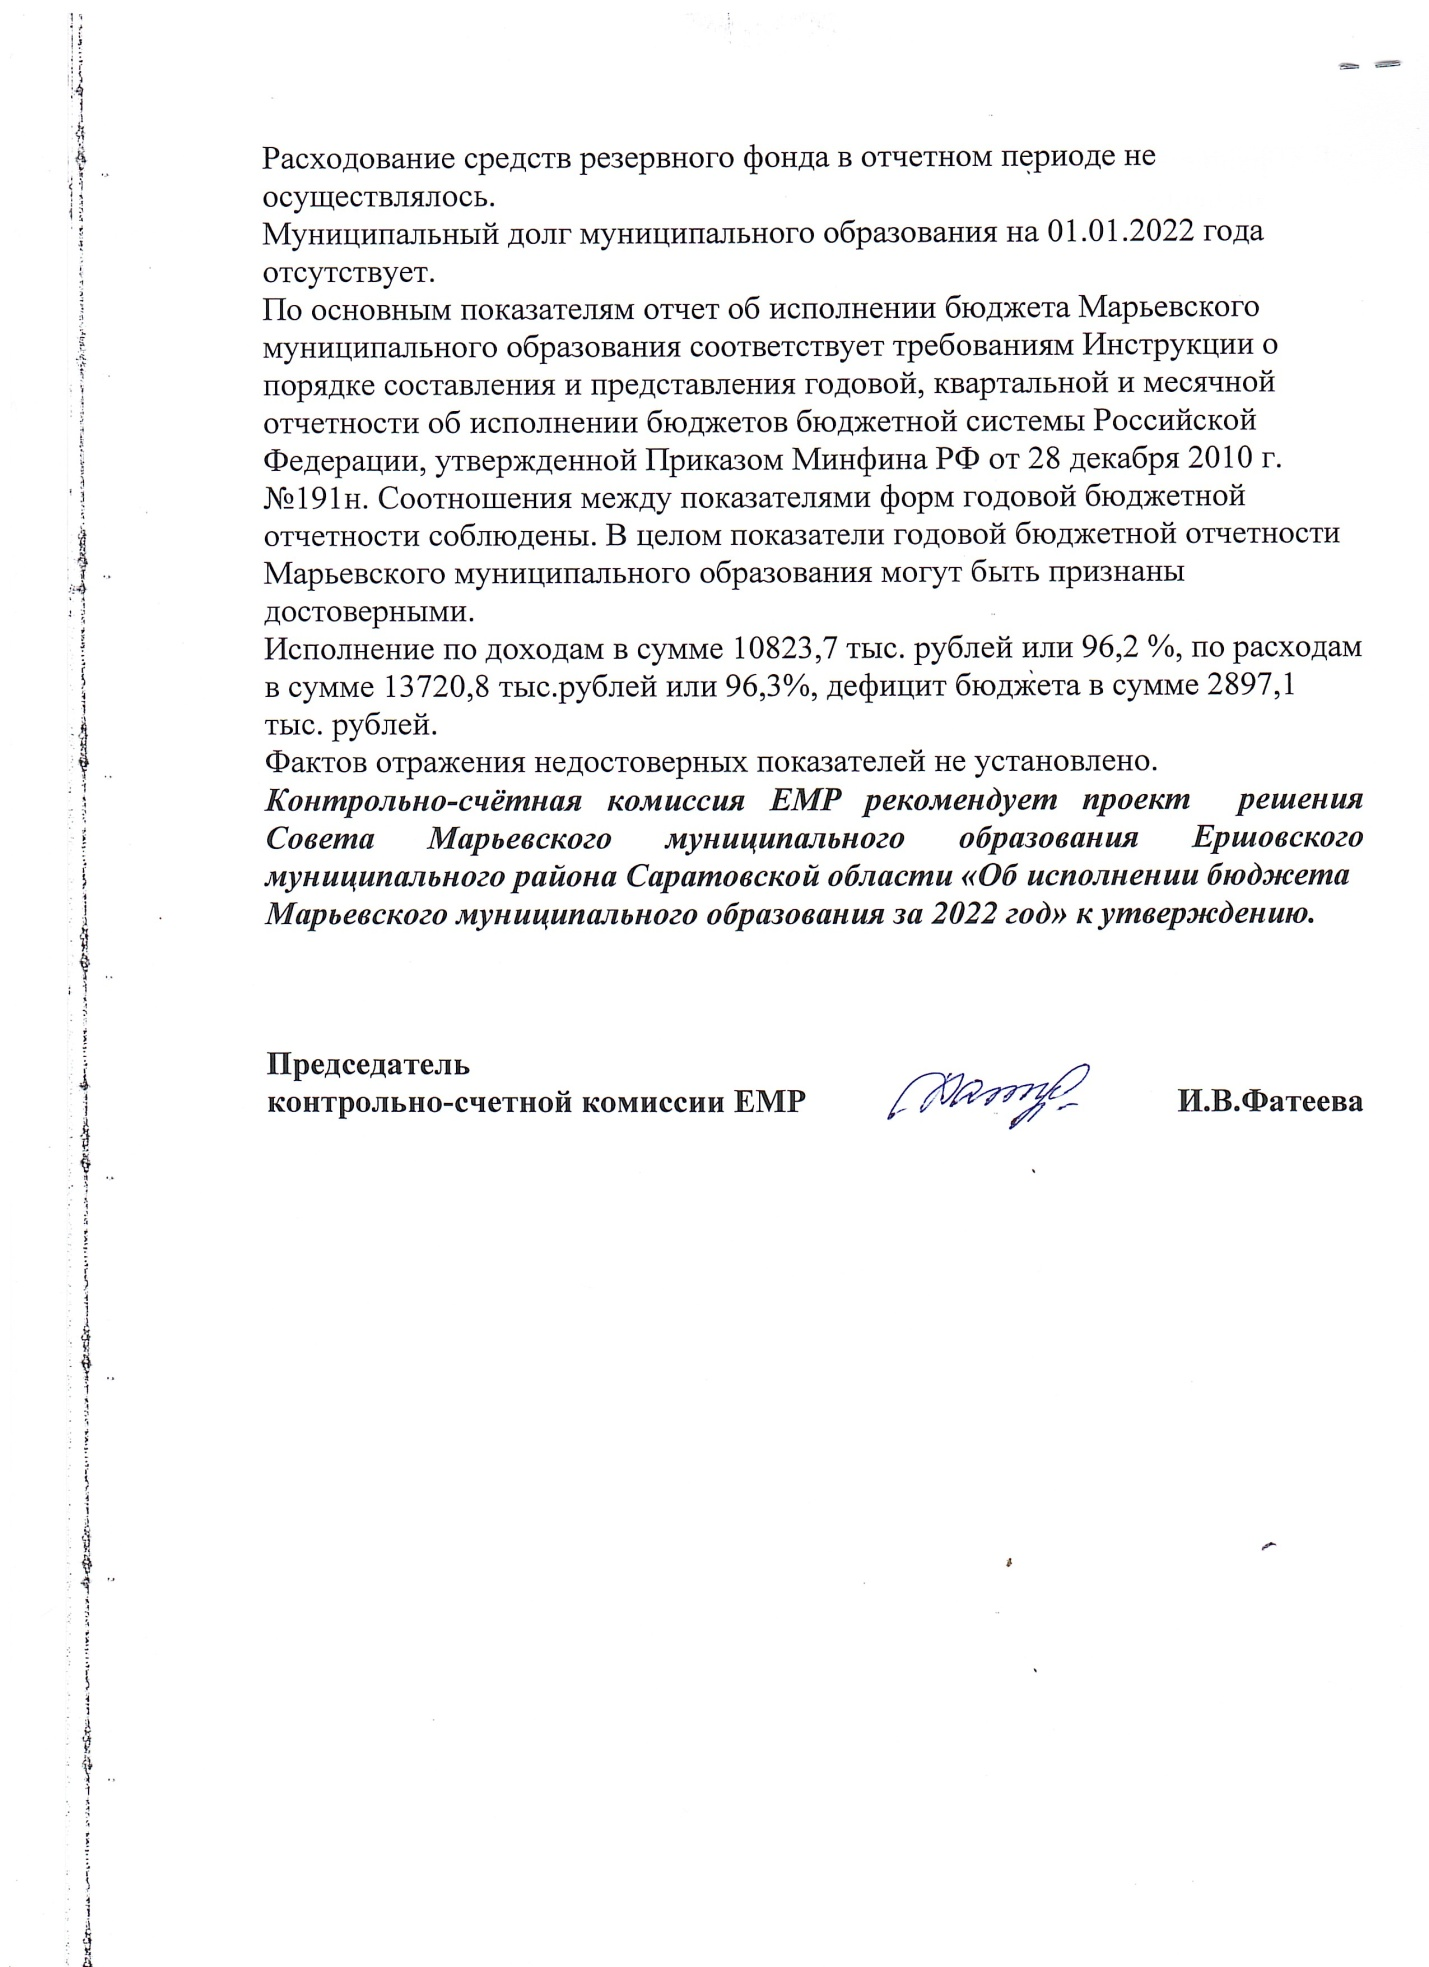 Расходование средств резервного фонда в отчетном периоде не
осуществлялось.
Муниципальный долг муниципального образования на 01.01.2022 года
отсутствует.
По основным показателям отчет об исполнении бюджета Марьевского
муниципального образования соответствует требованиям Инструкции о
порядке составления и представления годовой, квартальной и месячной
отчетности об исполнении бюджетов бюджетной системы Российской
Федерации, утвержденной Приказом Минфина РФ от 28 декабря 2010 г.
№191н. Соотношения между показателями форм годовой бюджетной
отчетности соблюдены. В целом показатели годовой бюджетной отчетности
Марьевского муниципального образования могут быть признаны
достоверными.
Исполнение по доходам в сумме 10823,7 тыс. рублей или 96,2 %, по расходам
в сумме 13720,8 тыс.рублей или 96,3%, дефицит бюджета в сумме 2897,1
тыс. рублей.
Фактов отражения недостоверных показателей не установлено.
Контрольно-счётная комиссия ЕМР рекомендует проект решения
Совета Марьевского муниципального образования Ершовского
муниципального района Саратовской области «Об исполнении бюджета
Марьевского муниципального образования за 2022 год» к утверждению.
Председатель
контрольно-счетной комиссии ЕМР И.В.Фатеева